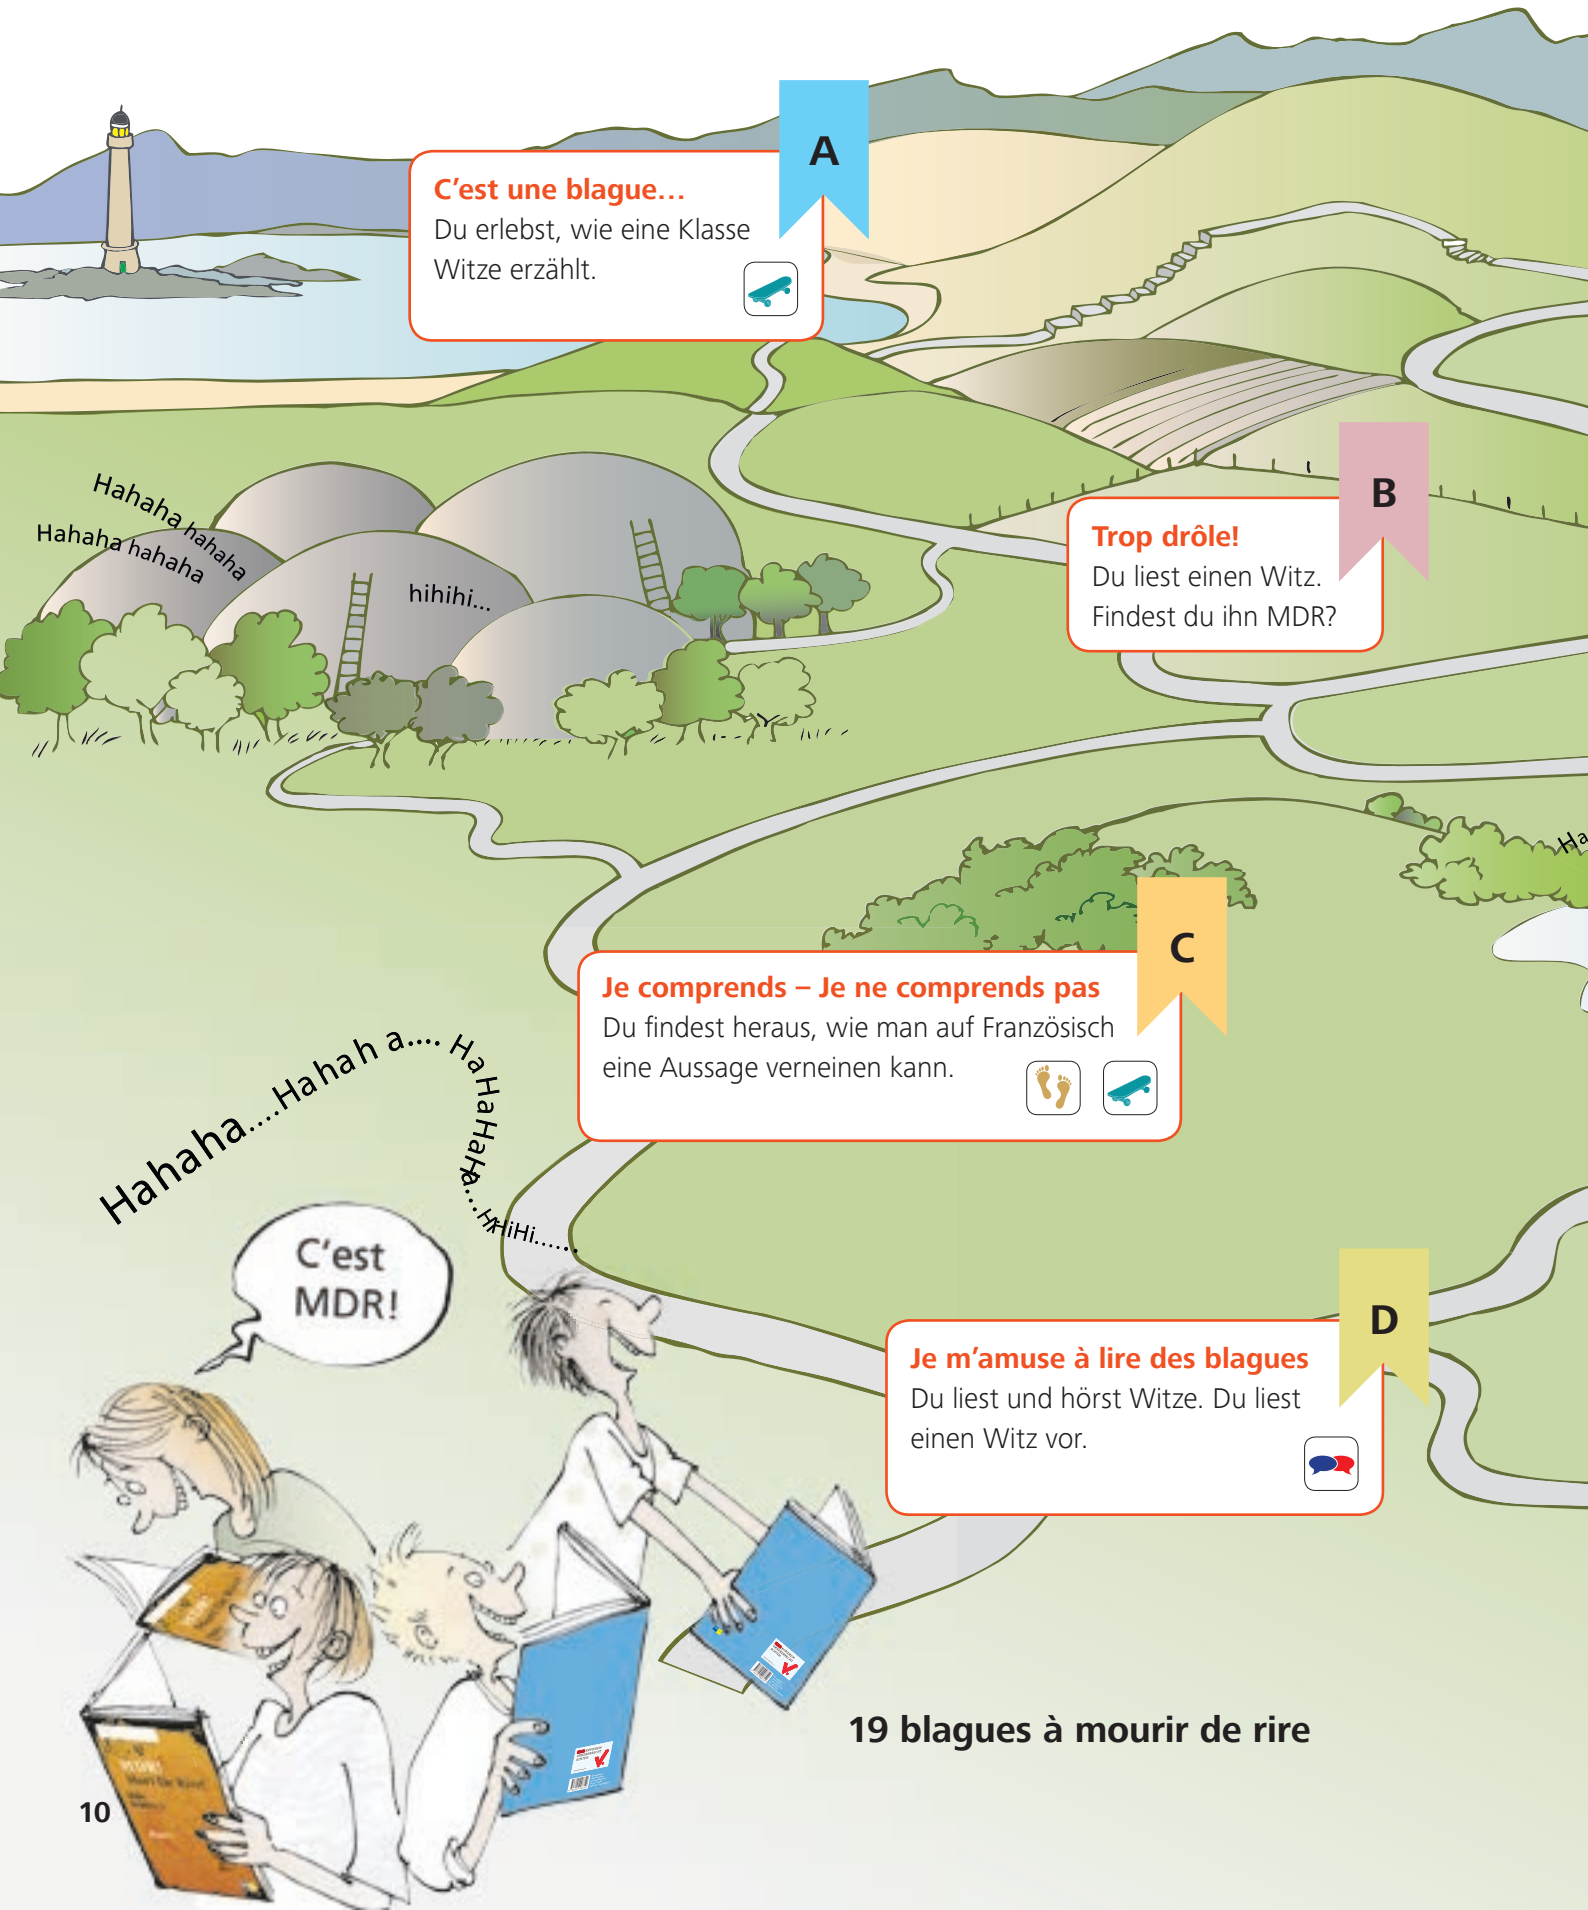 A
C’est une blague…
Du erlebst, wie eine Klasse
Witze erzählt.
Hahaha hahaha
Hahaha hahaha
hihihi...
B
Trop drôle!
Du liest einen Witz.
Findest du ihn MDR?
Ha
C
Je comprends – Je ne comprends pas
Du findest heraus, wie man auf Französisch
eine Aussage verneinen kann.
Hahaha....Hahah a.... HaHaHaHa.... HiHiHi......
C'est
MDR!
D
Je m’amuse à lire des blagues
Du liest und hörst Witze. Du liest
einen Witz vor.
19 blagues à mourir de rire
10